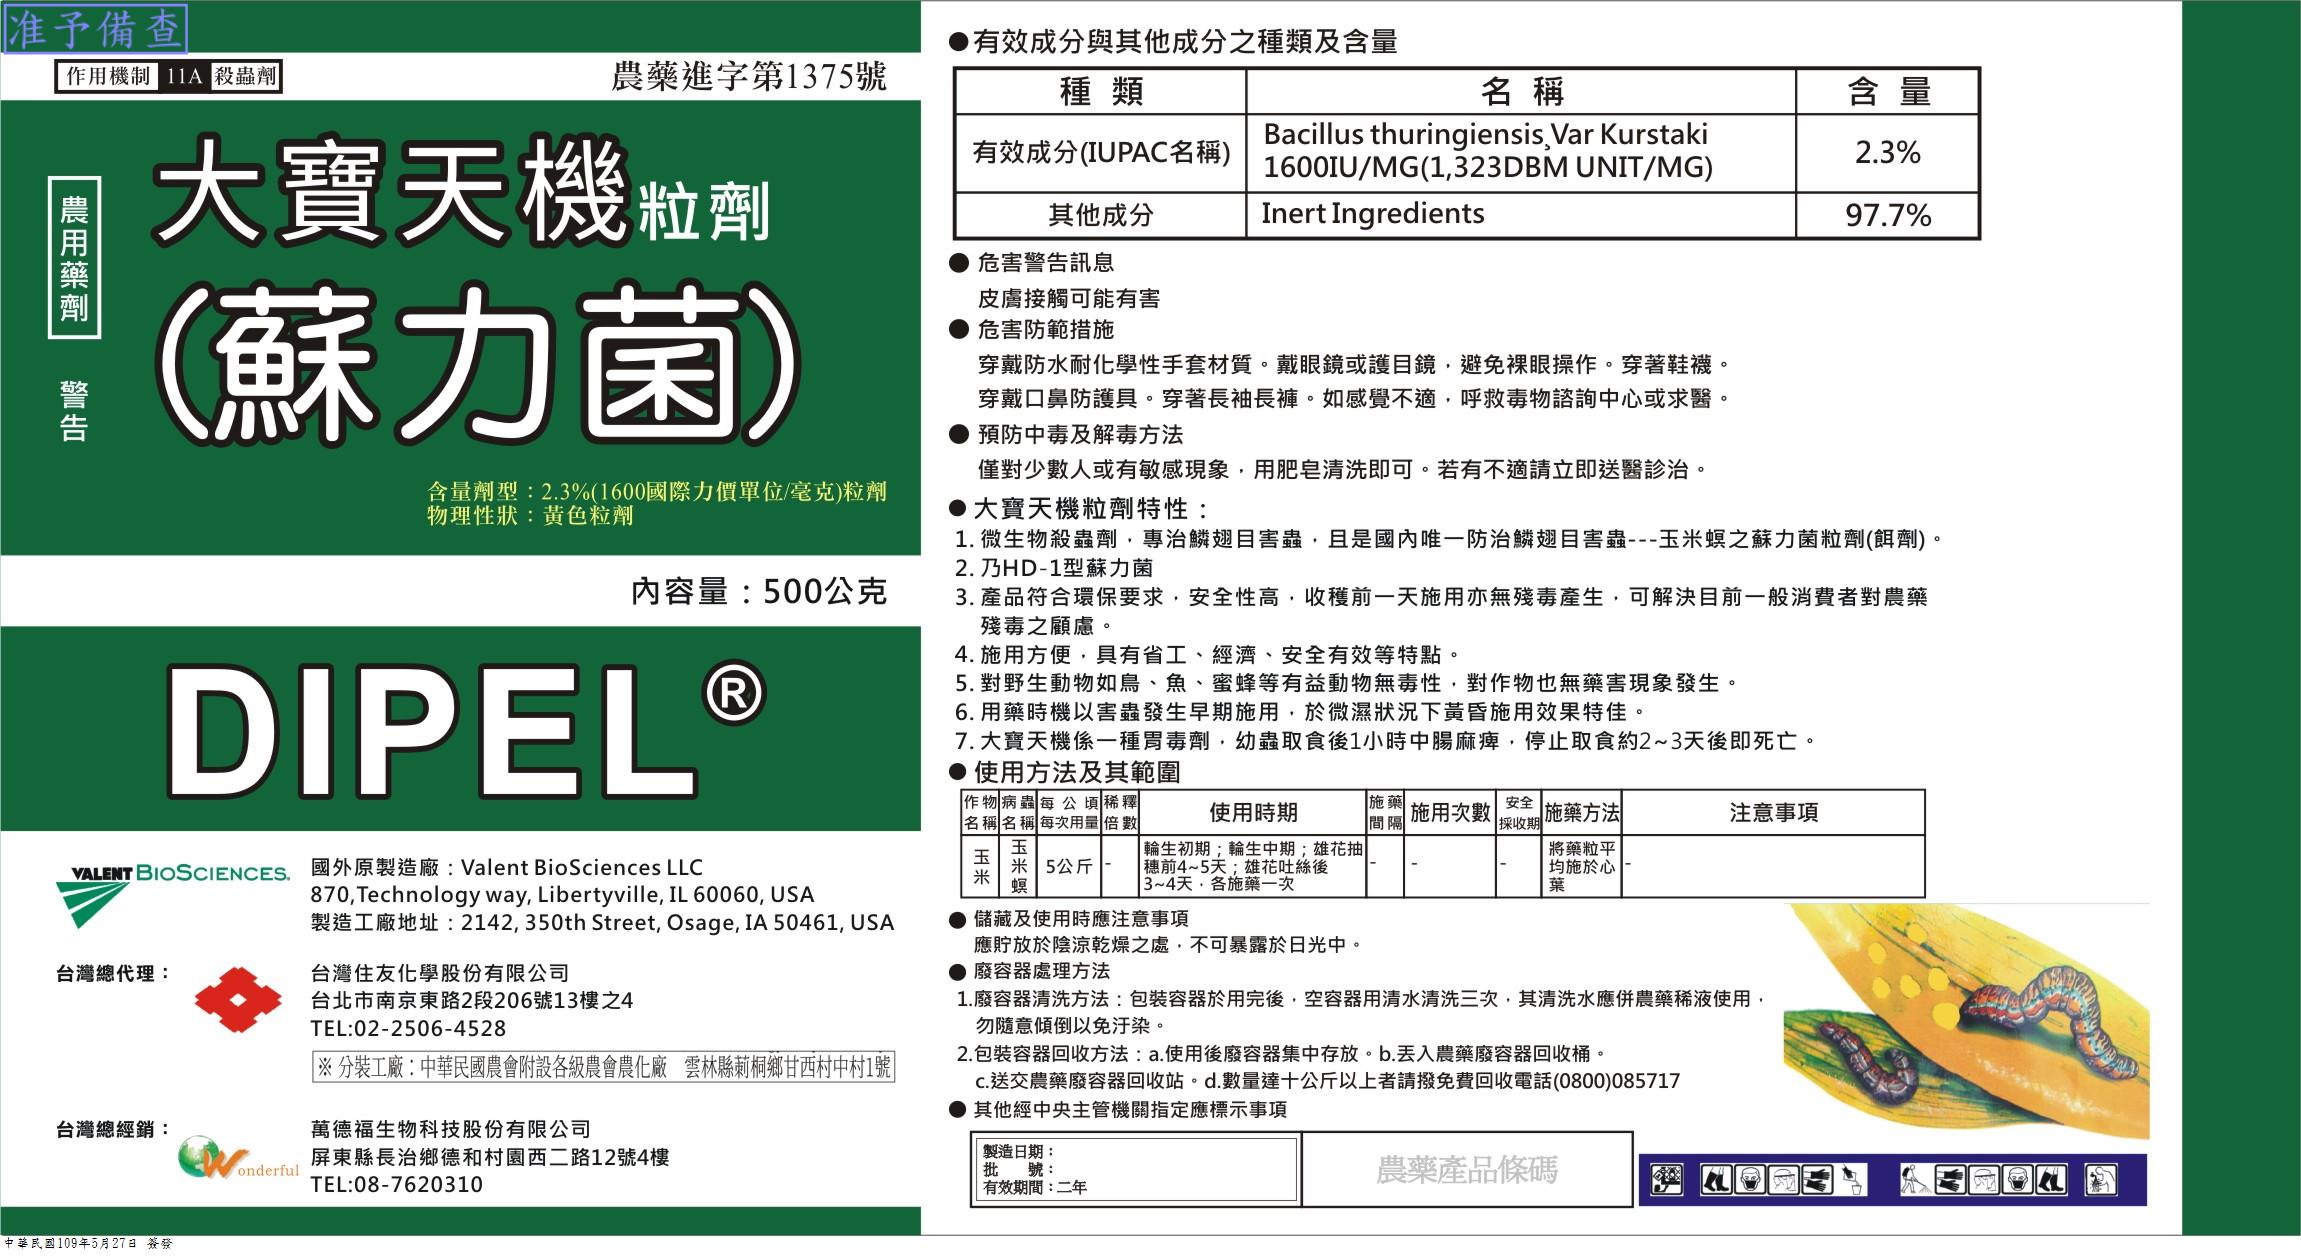 准予備查
作用機制 11A 殺蟲劑
農藥進字第1375號
農用藥劑
警告
大寶天機粒劑
(蘇力菌)
含量劑型：2.3%(1600國際力價單位/毫克)粒劑
物理性狀：黃色粒劑
內容量：500公克
DIPEL®
VALENT BIOSCIENCES.
國外原製造廠：Valent BioSciences LLC
870,Technology way, Libertyville, IL 60060, USA
製造工廠地址：2142, 350th Street, Osage, IA 50461, USA
台灣總代理：
台灣住友化學股份有限公司
台北市南京東路2段206號13樓之4
TEL:02-2506-4528
※ 分裝工廠：中華民國農會附設各級農會農化廠 雲林縣莿桐鄉甘西村中村1號
台灣總經銷：
Wonderful
萬德福生物科技股份有限公司
屏東縣長治鄉德和村園西二路12號4樓
TEL:08-7620310
中華民國109年5月27日 簽發
●有效成分與其他成分之種類及含量
種 類 名 稱 含 量
有效成分(IUPAC名稱) Bacillus thuringiensis¸Var Kurstaki
1600IU/MG(1,323DBM UNIT/MG) 2.3%
其他成分 Inert Ingredients 97.7%
● 危害警告訊息
皮膚接觸可能有害
● 危害防範措施
穿戴防水耐化學性手套材質。戴眼鏡或護目鏡，避免裸眼操作。穿著鞋襪。
穿戴口鼻防護具。穿著長袖長褲。如感覺不適，呼救毒物諮詢中心或求醫。
● 預防中毒及解毒方法
僅對少數人或有敏感現象，用肥皂清洗即可。若有不適請立即送醫診治。
●大寶天機粒劑特性：
1. 微生物殺蟲劑，專治鱗翅目害蟲，且是國內唯一防治鱗翅目害蟲---玉米螟之蘇力菌粒劑(餌劑)。
2. 乃HD-1型蘇力菌
3. 產品符合環保要求，安全性高，收穫前一天施用亦無殘毒產生，可解決目前一般消費者對農藥
殘毒之顧慮。
4. 施用方便，具有省工、經濟、安全有效等特點。
5. 對野生動物如鳥、魚、蜜蜂等有益動物無毒性，對作物也無藥害現象發生。
6. 用藥時機以害蟲發生早期施用，於微濕狀況下黃昏施用效果特佳。
7. 大寶天機係一種胃毒劑，幼蟲取食後1小時中腸麻痺，停止取食約2~3天後即死亡。
●使用方法及其範圍
作物名稱 病蟲名稱 每公頃每次用量 稀釋倍數 使用時期 施藥間隔 施用次數 安全採收期 施藥方法 注意事項
玉米 玉米螟 5公斤 - 輪生初期；輪生中期；雄花抽
穗前4~5天；雄花吐絲後
3~4天，各施藥一次 - - - 將藥粒平均施於心葉 -
● 儲藏及使用時應注意事項
應貯放於陰涼乾燥之處，不可暴露於日光中。
● 廢容器處理方法
1.廢容器清洗方法：包裝容器於用完後，空容器用清水清洗三次，其清洗水應併農藥稀液使用，
勿隨意傾倒以免汙染。
2.包裝容器回收方法：a.使用後廢容器集中存放。b.丟入農藥廢容器回收桶。
c.送交農藥廢容器回收站。d.數量達十公斤以上者請撥免費回收電話(0800)085717
● 其他經中央主管機關指定應標示事項
製造日期：
批 號：
有效期間：二年
農藥產品條碼